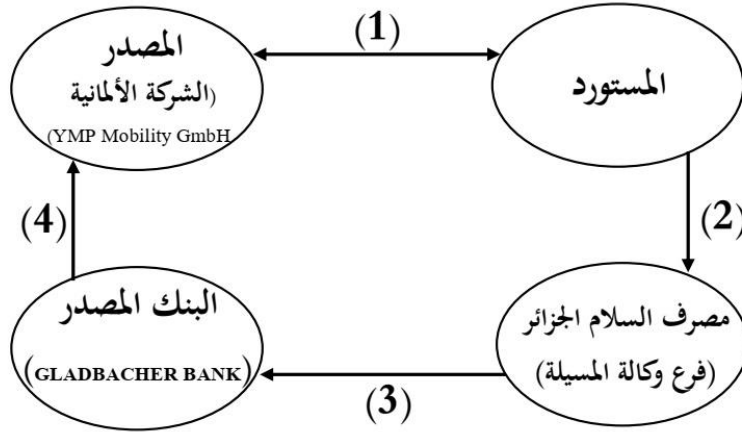 (1)
المصدر
(الشركة الألمانية
(YMP Mobility GmbH
المستورد
(2)
(4)
البنك المصدر
(GLADBACHER BANK)
مصرف السلام الجزائر
(فرع وكالة المسيلة)
(3)